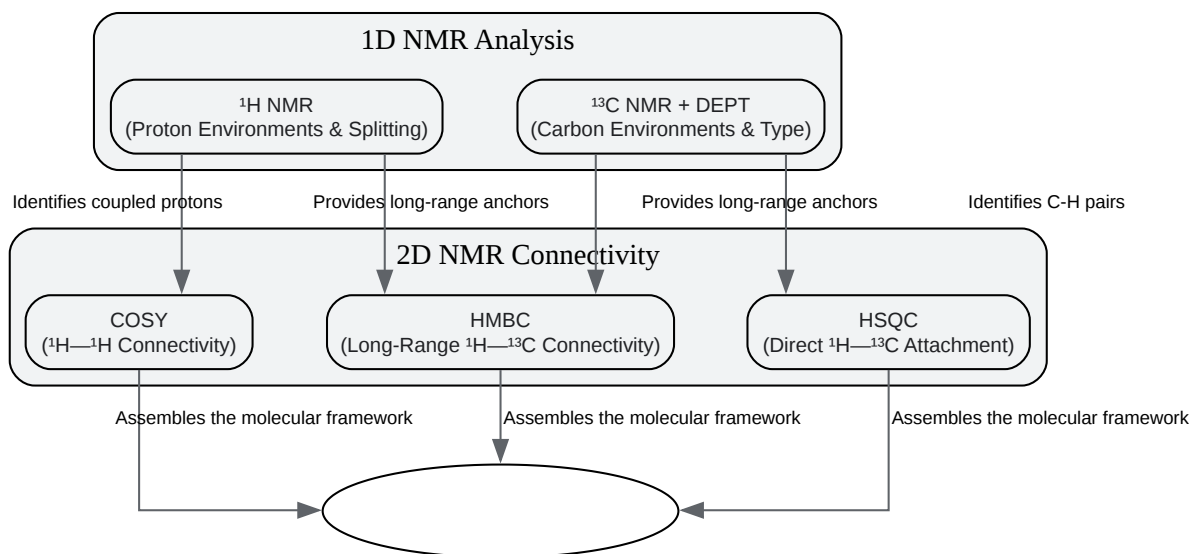 1D NMR Analysis
¹H NMR
(Proton Environments & Splitting)
¹³C NMR + DEPT
(Carbon Environments & Type)
Identifies coupled protons
Provides long-range anchors
Provides long-range anchors
Identifies C-H pairs
2D NMR Connectivity
COSY
(¹H—¹H Connectivity)
HMBC
(Long-Range ¹H—¹³C Connectivity)
HSQC
(Direct ¹H—¹³C Attachment)
Assembles the molecular framework
Assembles the molecular framework
Assembles the molecular framework